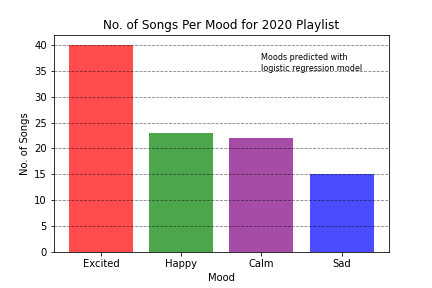 No. of Songs Per Mood for 2020 Playlist
Moods predicted with
logistic regression model
No. of Songs
40
35
30
25
20
15
10
5
0
Excited
Happy
Calm
Sad
Mood